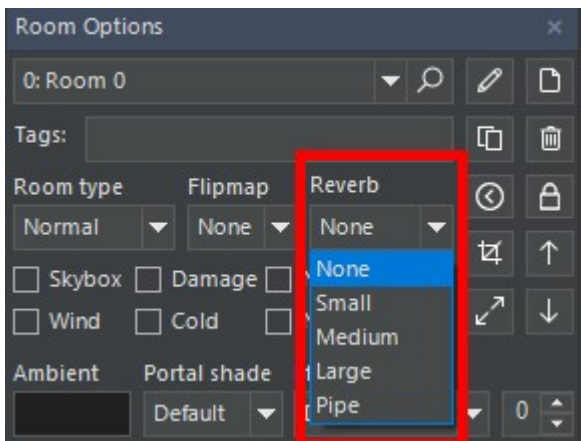 Room Options
0: Room 0
Tags:
Room type Flipmap Reverb
Normal None None
Skybox Damage
None
Small
Wind Cold
Medium
Ambient Portal shade
Large
Default
Pipe
0